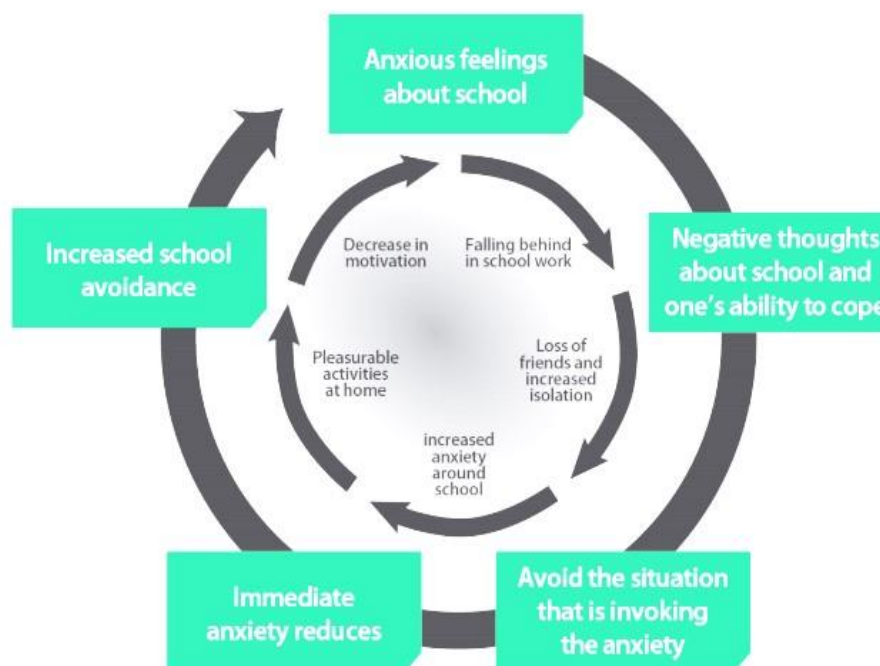 Anxious feelings
about school
Negative thoughts
about school and
one's ability to cope
Avoid the situation
that is invoking
the anxiety
Immediate
anxiety reduces
Increased school
avoidance
Falling behind
in school work
Loss of
friends and
increased
isolation
increased
anxiety
around
school
Pleasurable
activities
at home
Decrease in
motivation